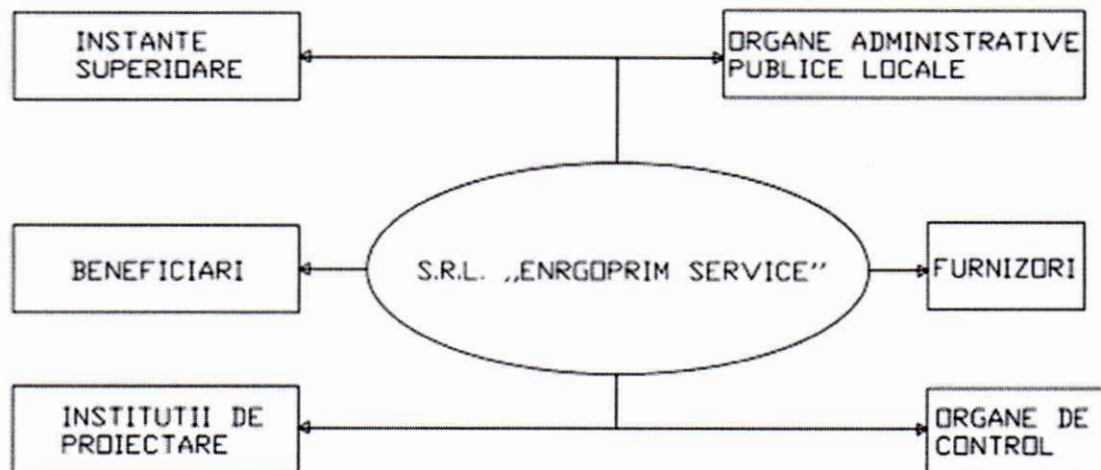 INSTANTE
SUPERIOARE
ORGANE ADMINISTRATIVE
PUBLICE LOCALE
BENEFICIARI
S.R.L. „ENRGOPRIM SERVICE”
FURNIZORI
INSTITUTII DE
PROIECTARE
ORGANE DE
CONTROL